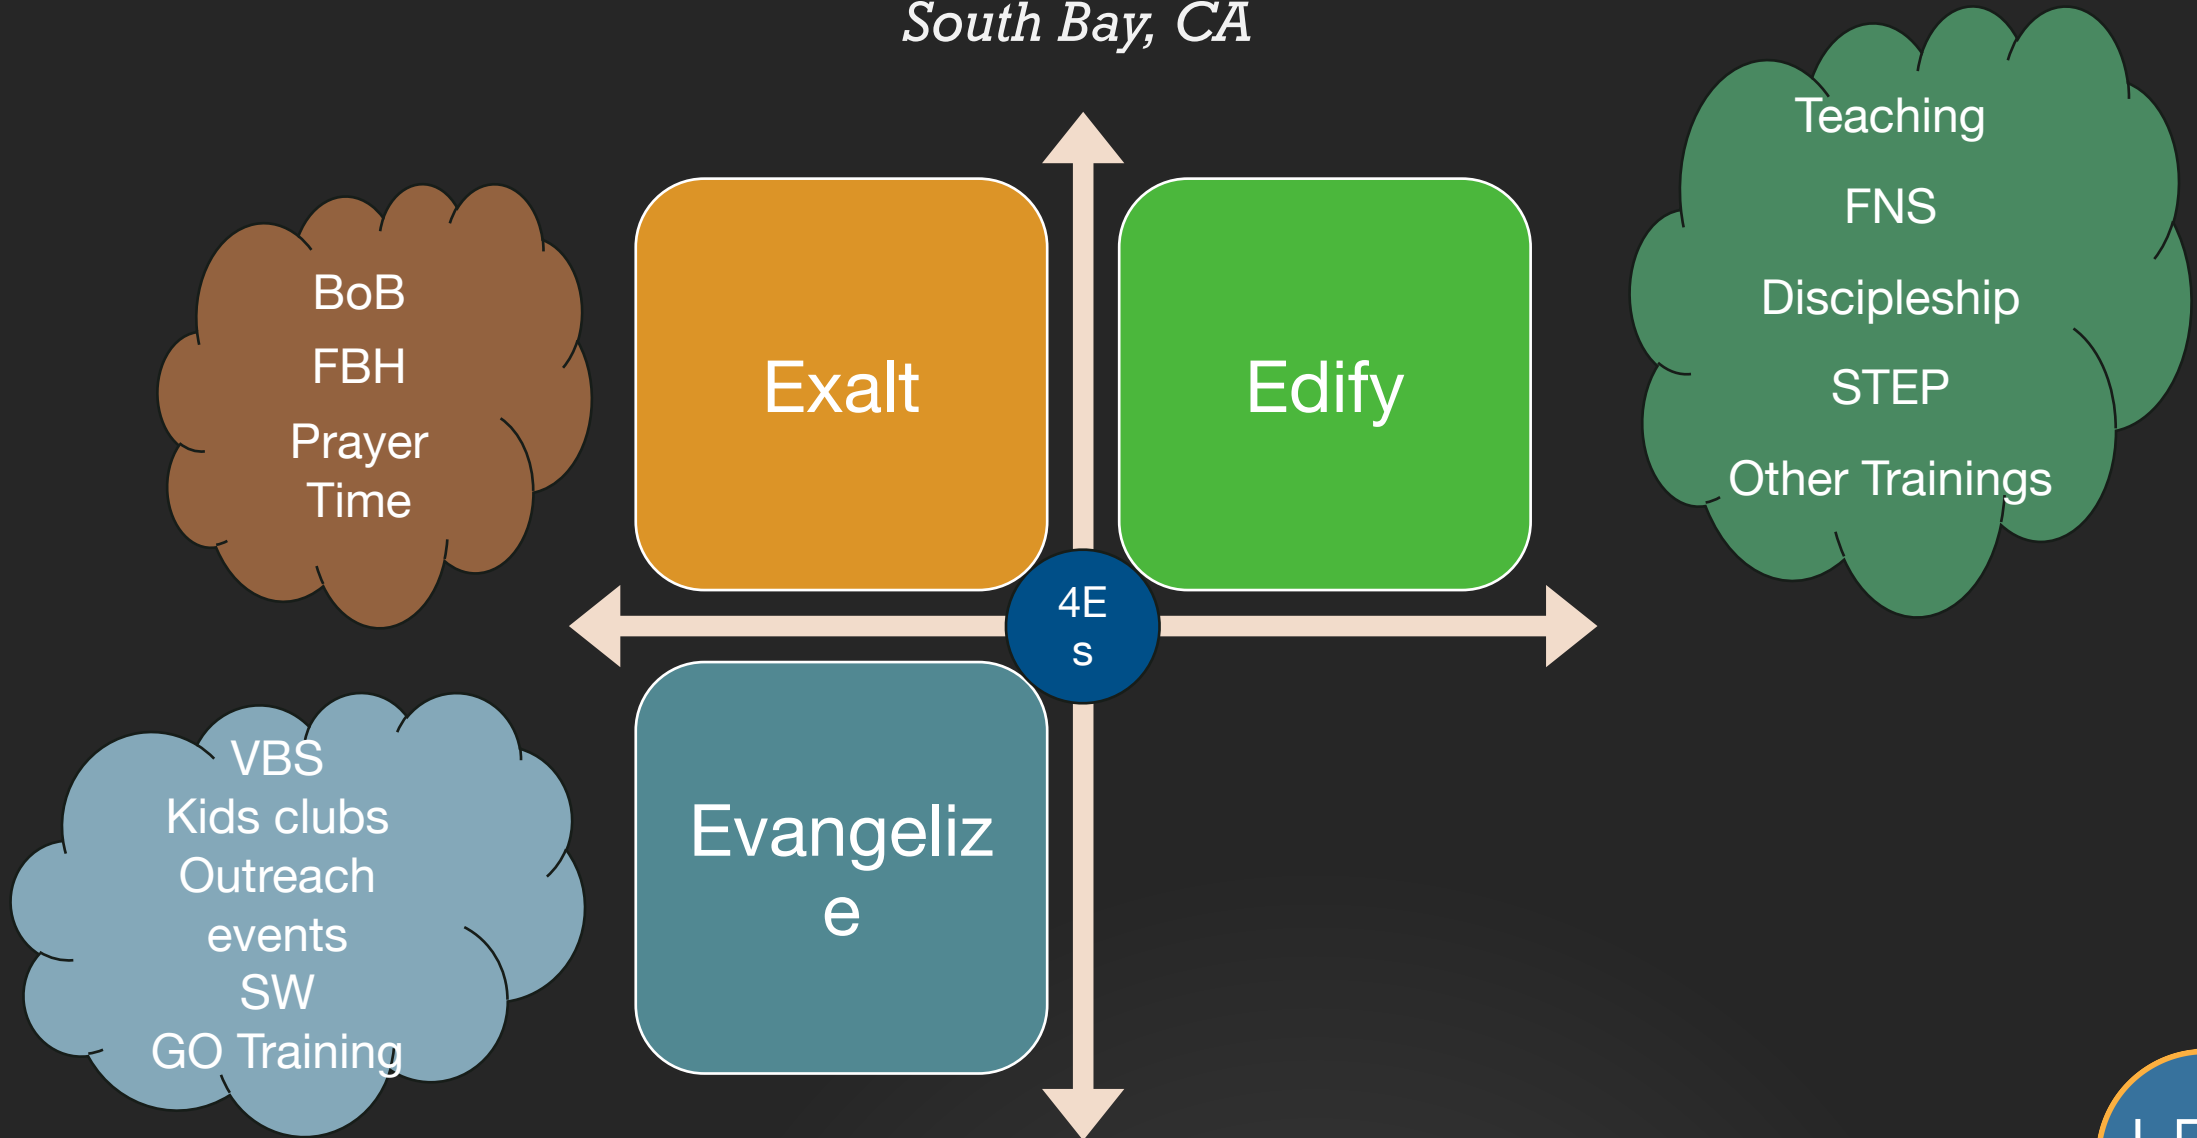 South Bay, CA
BoB
FBH
Prayer
Time
Exalt
Edify
Teaching
FNS
Discipleship
STEP
Other Trainings
4E
s
VBS
Kids clubs
Outreach
events
SW
GO Training
Evangeliz
e